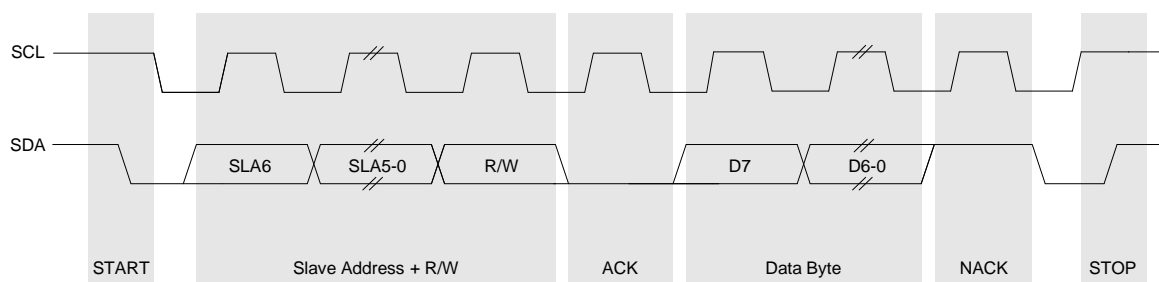 SCL
SDA
SLA6 SLA5-0 R/W D7 D6-0
START Slave Address + R/W ACK Data Byte NACK STOP